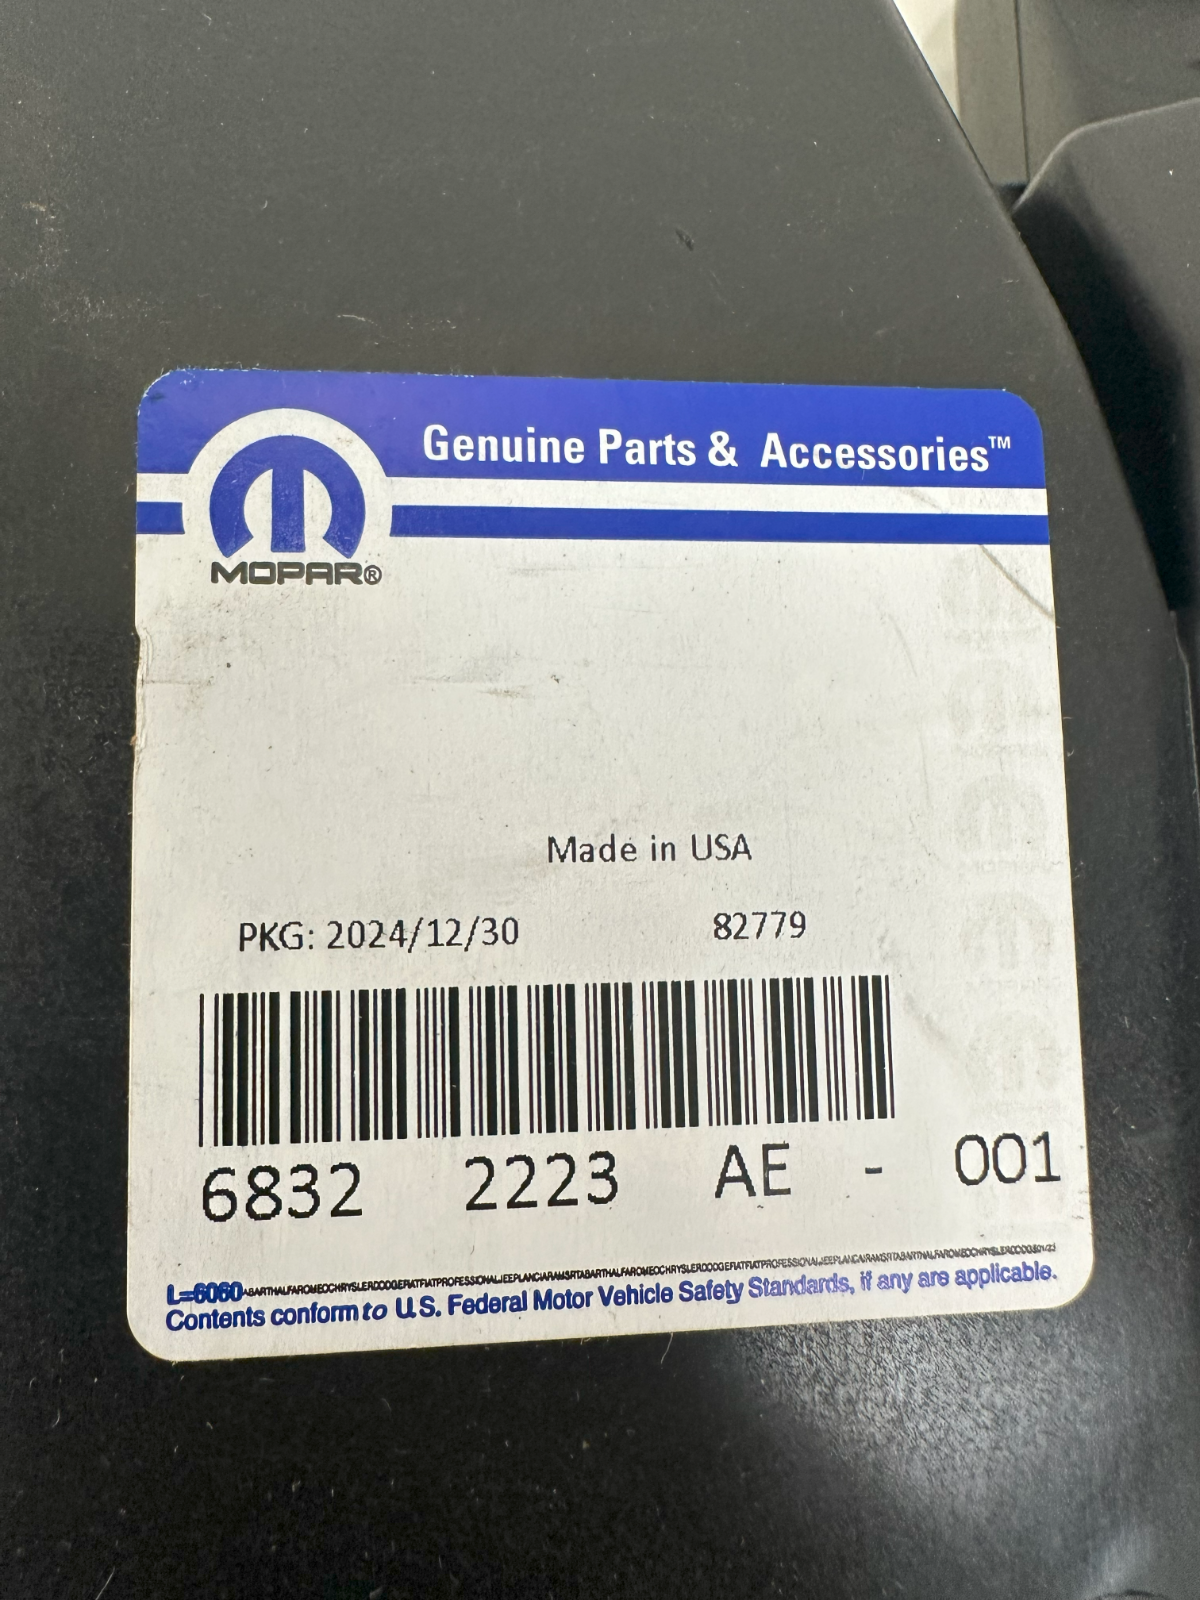 Genuine Parts & Accessories™
MOPAR®
Made in USA
PKG: 2024/12/30 82779
6832 2223 AE - 001
L=6060
Contents conform to U.S. Federal Motor Vehicle Safety Standards, if any are applicable.